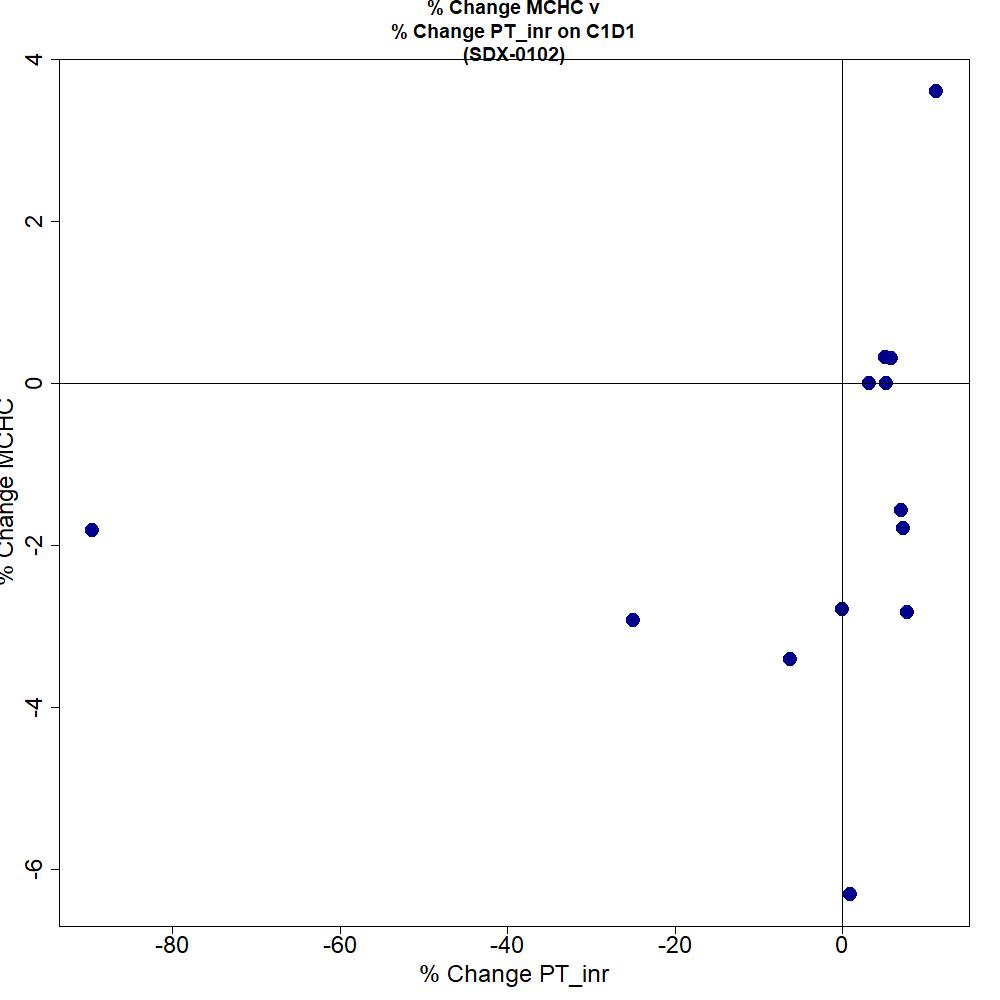 % Change MCHC v
% Change PT_inr on C1D1
(SDX-0102)
4
2
0
-2
-4
-6
% Change MCHC
-80
-60
-40
-20
0
% Change PT_inr